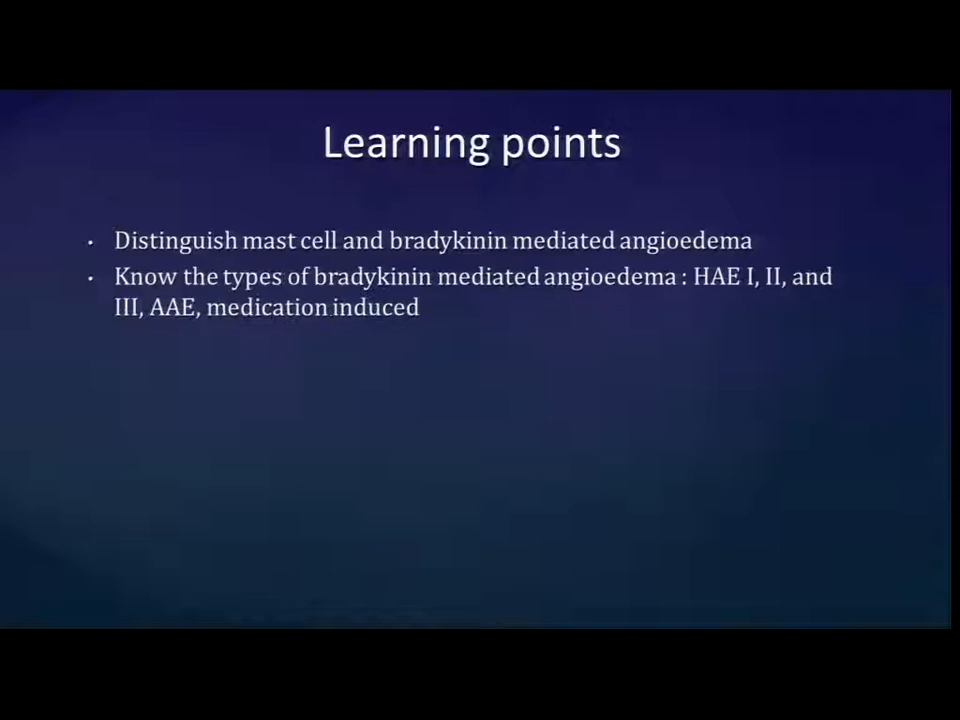 Learning points
• Distinguish mast cell and bradykinin mediated angioedema
• Know the types of bradykinin mediated angioedema : HAE I, II, and
III, AAE, medication induced